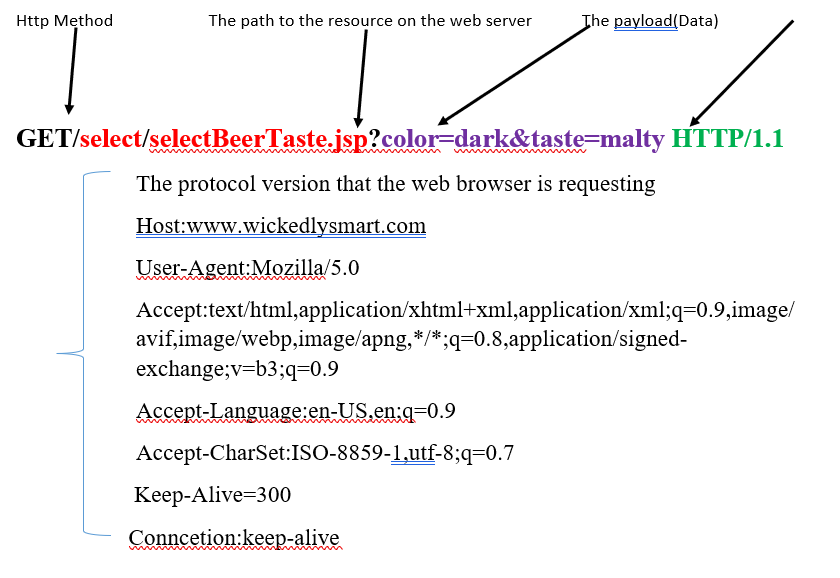 Http Method
The path to the resource on the web server
The payload(Data)
GET/select/selectBeerTaste.jsp?color=dark&taste=malty HTTP/1.1
The protocol version that the web browser is requesting
Host:www.wickedlysmart.com
User-Agent:Mozilla/5.0
Accept:text/html,application/xhtml+xml,application/xml;q=0.9,image/
avif,image/webp,image/apng,*/*;q=0.8,application/signed-
exchange;v=b3;q=0.9
Accept-Language:en-US,en;q=0.9
Accept-CharSet:ISO-8859-1,utf-8;q=0.7
Keep-Alive=300
Conncetion:keep-alive